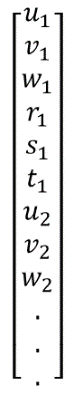 u₁
v₁
w₁
r₁
s₁
t₁
u₂
v₂
w₂
.
.
.